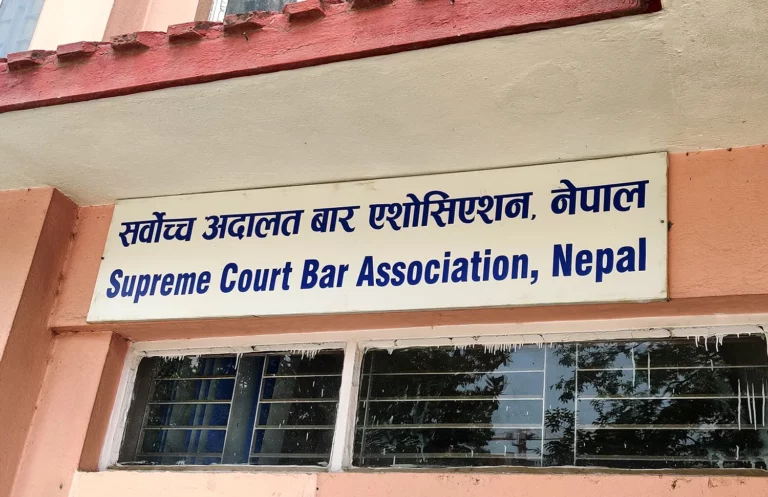 सर्वोच्च अदालत बार एशोसिएशन, नेपाल
Supreme Court Bar Association, Nepal